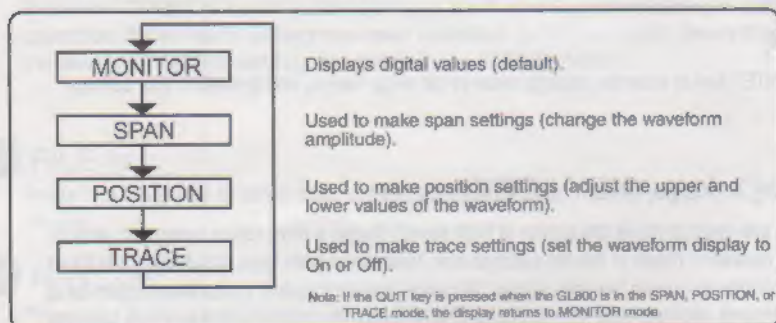 MONITOR
Displays digital values (default).
SPAN
Used to make span settings (change the waveform
amplitude).
POSITION
Used to make position settings (adjust the upper and
lower values of the waveform).
TRACE
Used to make trace settings (set the waveform display to
On or Off).
Note: If the QUIT key is pressed when the GL800 is in the SPAN, POSITION, or
TRACE mode, the display returns to MONITOR mode.